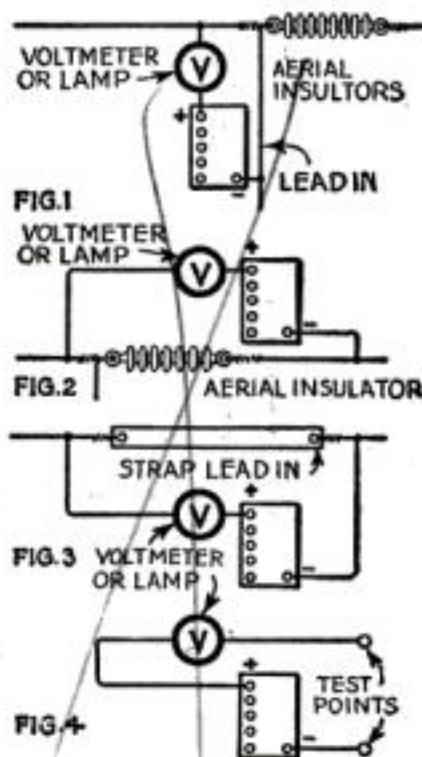 VOLTMETER
OR LAMP
V
AERIAL
INSULTORS
+
LEAD IN
-
FIG.1
VOLTMETER
OR LAMP
V
+
-
FIG.2
AERIAL INSULATOR
STRAP LEAD IN
V
+
-
FIG.3
VOLTMETER
OR LAMP
V
+
-
TEST
POINTS
FIG.4